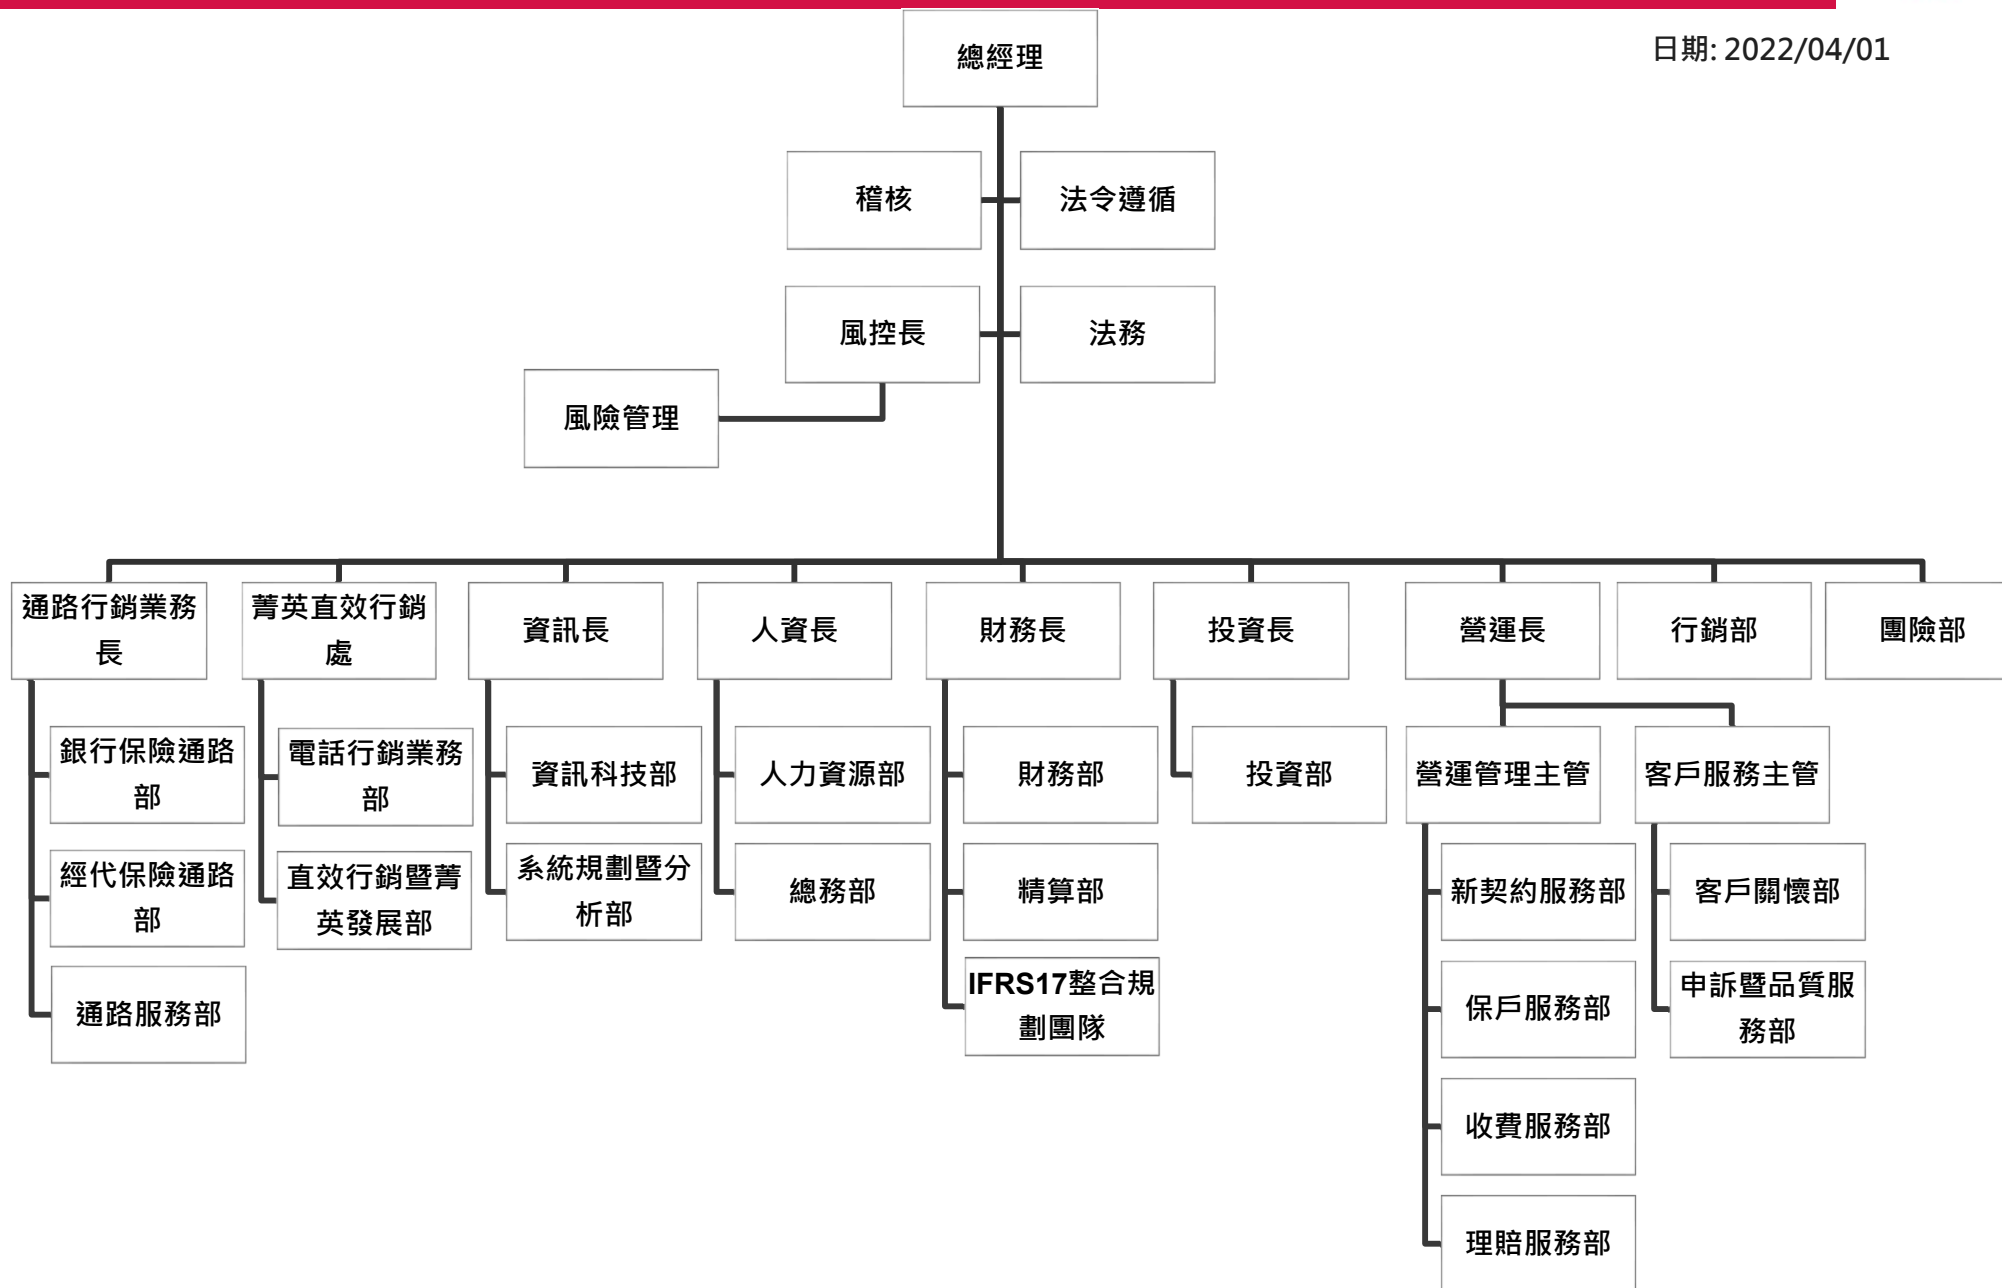 總經理
日期: 2022/04/01
稽核
法令遵循
風控長
法務
風險管理
通路行銷業務
長
菁英直效行銷
處
資訊長
人資長
財務長
投資長
營運長
行銷部
團險部
銀行保險通路
部
電話行銷業務
部
資訊科技部
人力資源部
財務部
投資部
營運管理主管
客戶服務主管
經代保險通路
部
直效行銷暨菁
英發展部
系統規劃暨分
析部
總務部
精算部
新契約服務部
客戶關懷部
通路服務部
IFRS17整合規
劃團隊
保戶服務部
申訴暨品質服
務部
收費服務部
理賠服務部